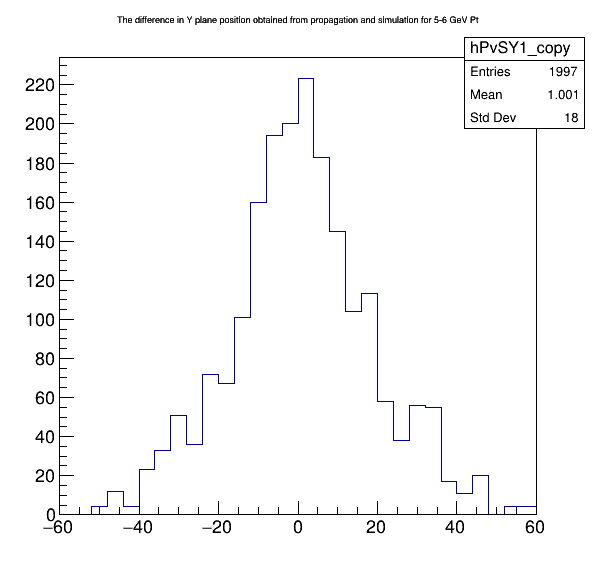 The difference in Y plane position obtained from propagation and simulation for 5-6 GeV Pt
hPvSY1_copy
Entries 1997
Mean 1.001
Std Dev 18
220
200
180
160
140
120
100
80
60
40
20
0
−60 −40 −20 0 20 40 60